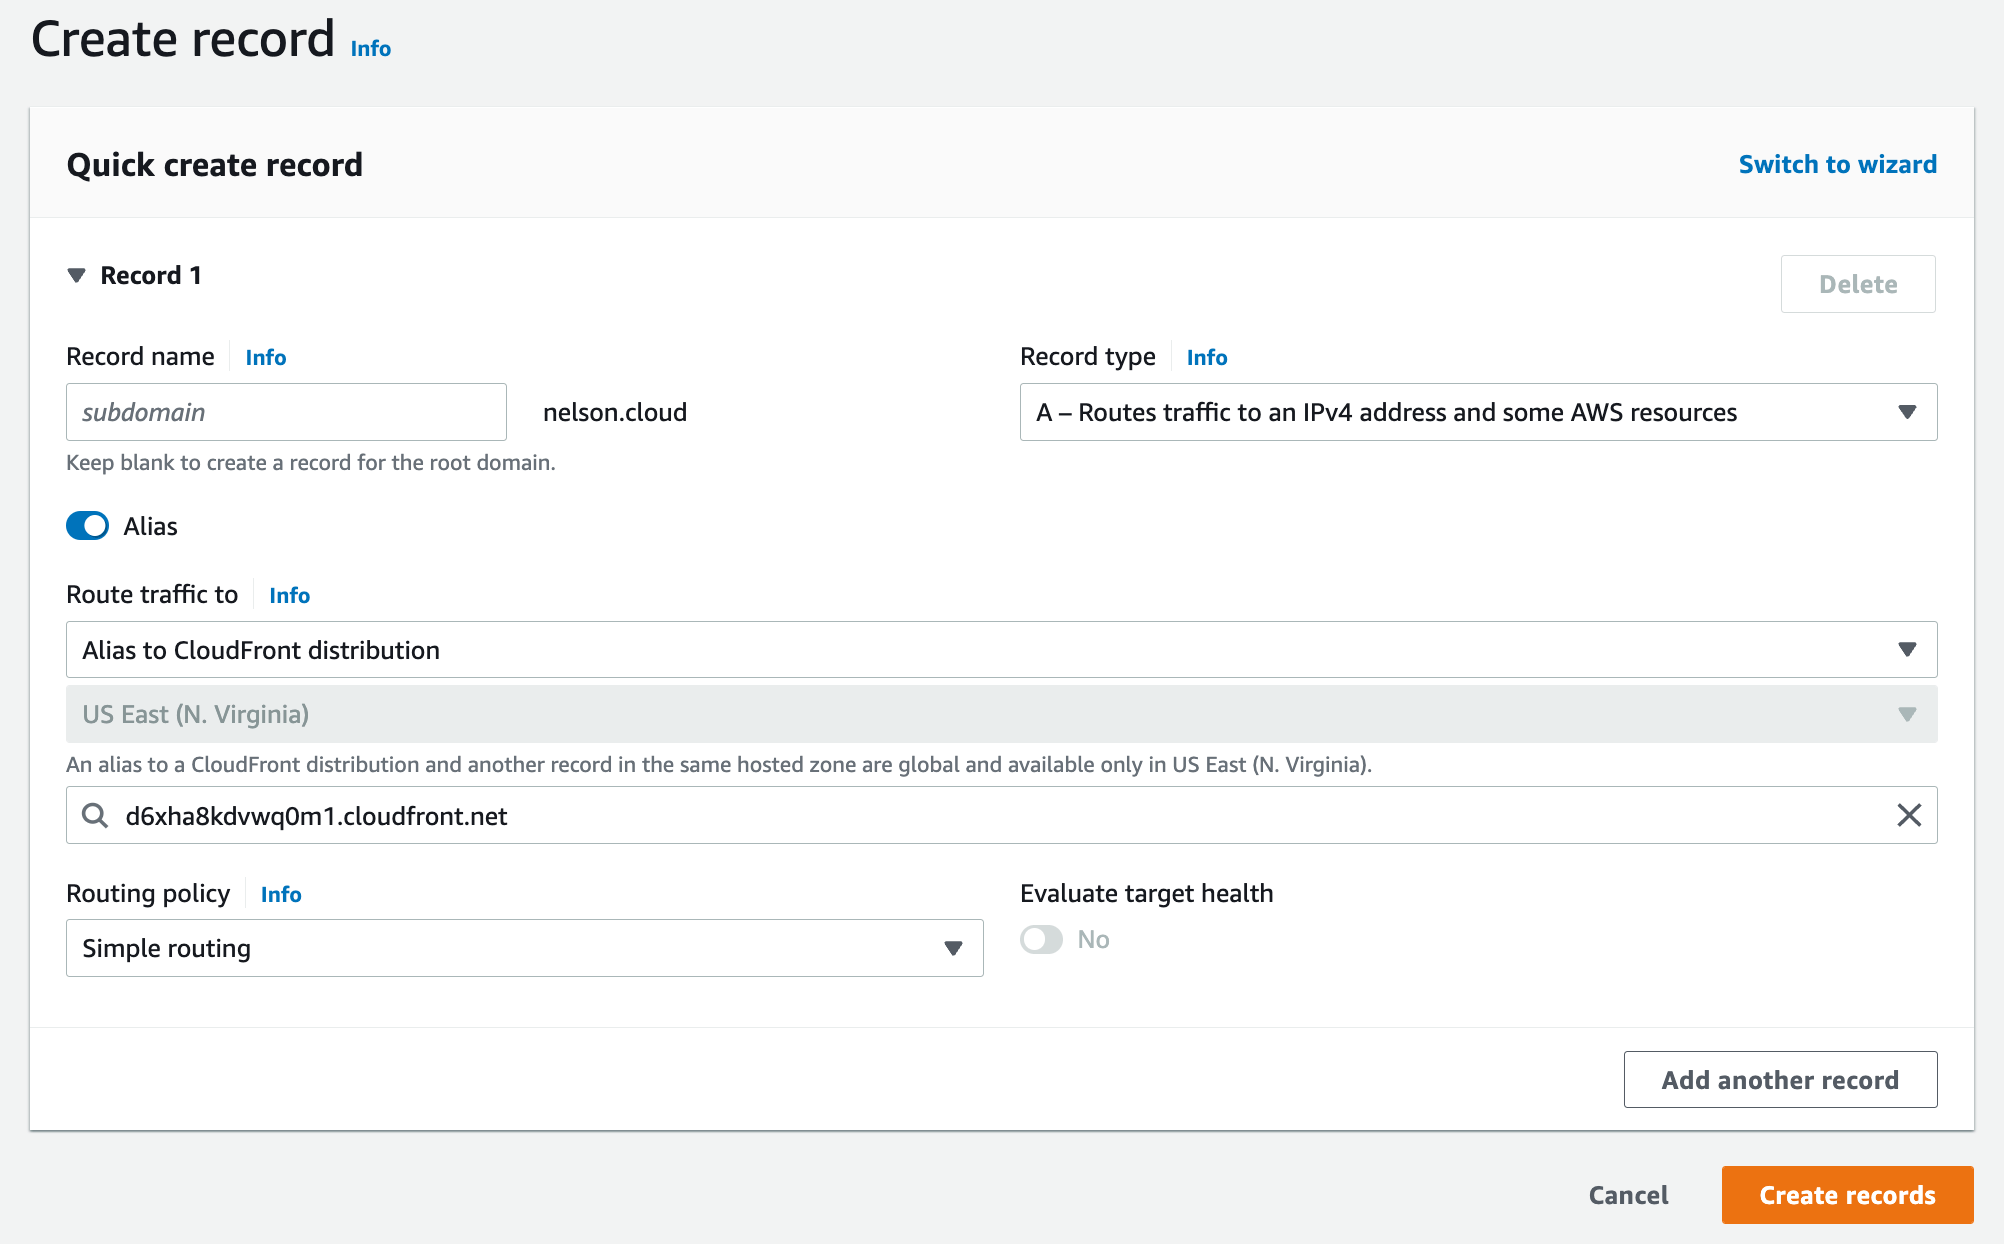 Create record Info
Quick create record
Switch to wizard
Record 1
Delete
Record name Info
Record type Info
subdomain
nelson.cloud
A – Routes traffic to an IPv4 address and some AWS resources
Keep blank to create a record for the root domain.
Alias
Route traffic to Info
Alias to CloudFront distribution
US East (N. Virginia)
An alias to a CloudFront distribution and another record in the same hosted zone are global and available only in US East (N. Virginia).
d6xha8kdvwq0m1.cloudfront.net
Routing policy Info
Evaluate target health
Simple routing
No
Add another record
Cancel
Create records